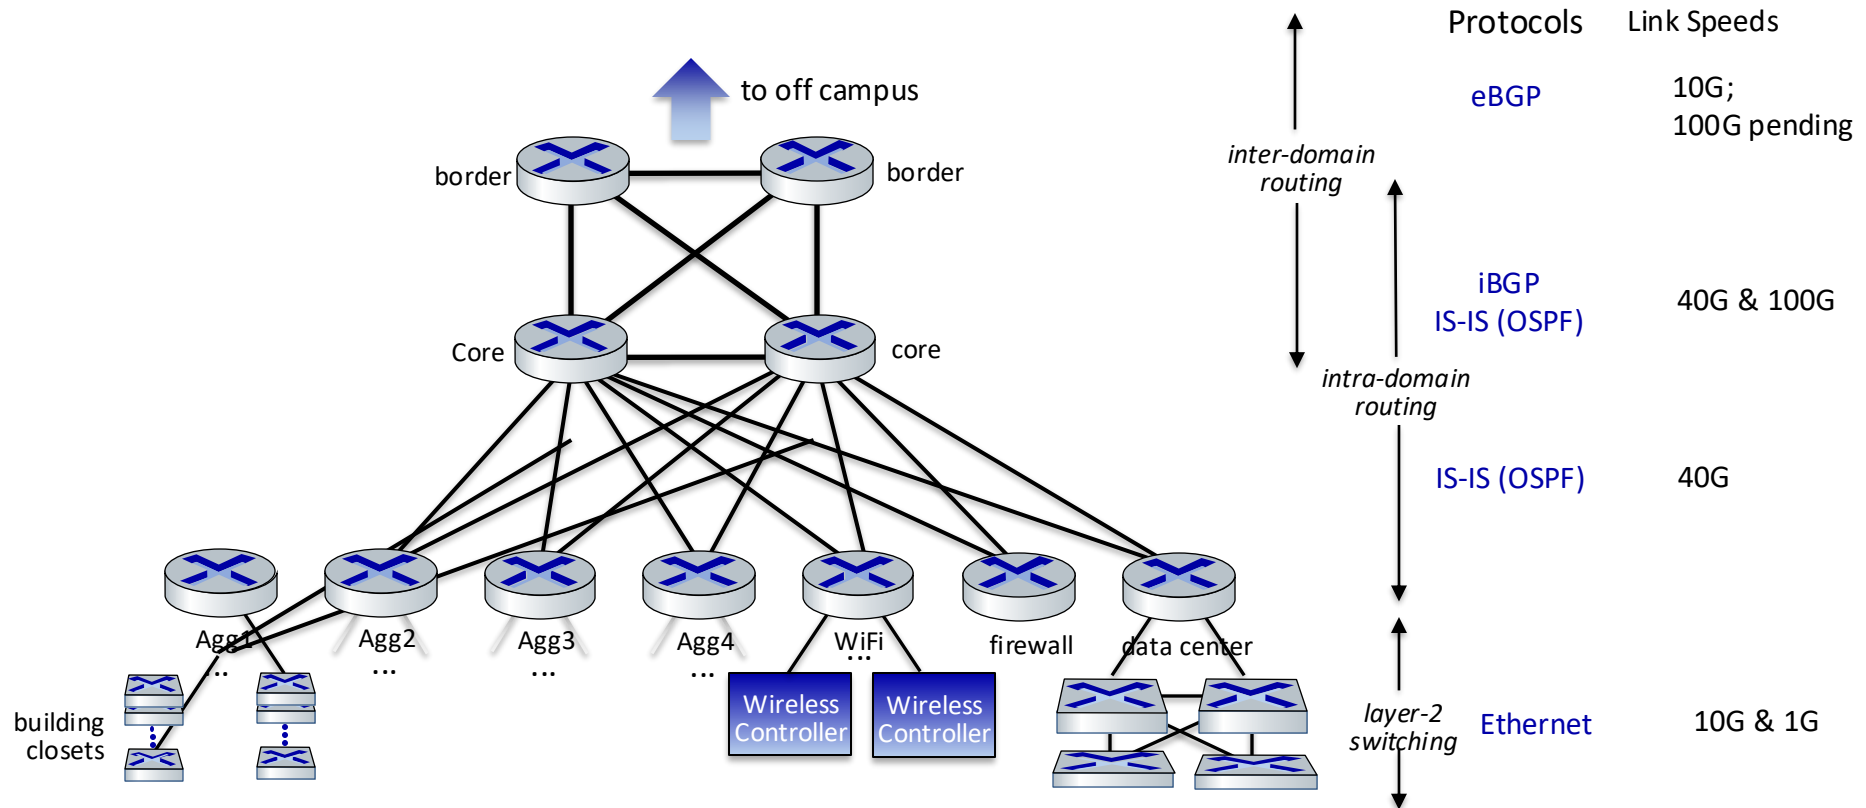 Protocols
Link Speeds
to off campus
eBGP
10G;
100G pending
border
border
inter-domain
routing
iBGP
IS-IS (OSPF)
40G & 100G
Core
core
intra-domain
routing
IS-IS (OSPF)
40G
Agg1
...
Agg2
...
Agg3
...
Agg4
...
WiFi
...
firewall
data center
building
closets
Wireless
Controller
Wireless
Controller
layer-2
switching
Ethernet
10G & 1G